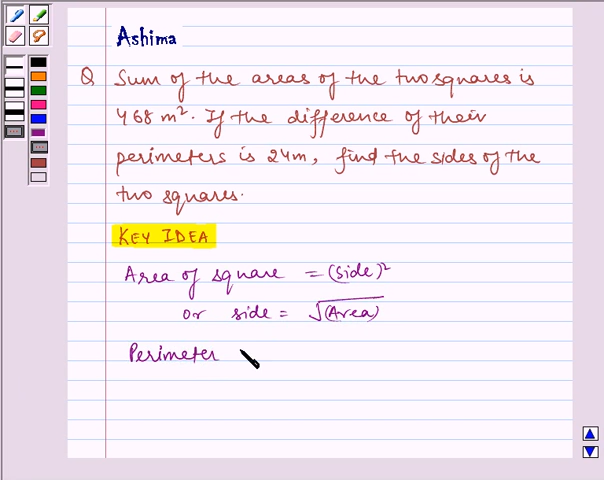 Ashima
Q Sum of the areas of the two squares is
468 m². If the difference of their
perimeters is 24m, find the sides of the
two squares.
KEY IDEA
Area of square = (side)²
or side = √(Area)
Perimeter